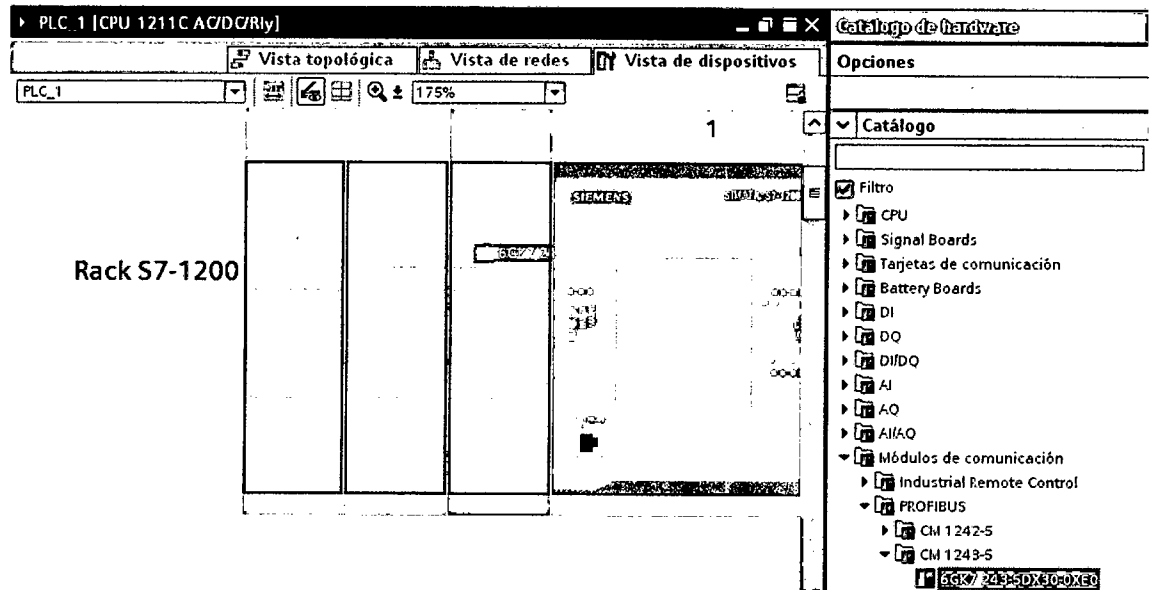 PLC_1 [CPU 1211C AC/DC/Rly]
Catálogo de hardware
Vista topológica
Vista de redes
Vista de dispositivos
Opciones
PLC_1
175%
1
Catálogo
Filtro
SIEMENS
CPU
Signal Boards
Rack S7-1200
6GK7 2
Tarjetas de comunicación
Battery Boards
DI
DQ
DI/DQ
AI
AQ
AI/AQ
Módulos de comunicación
Industrial Remote Control
PROFIBUS
CM 1242-5
CM 1243-5
6GK7 243-5DX30-0XE0